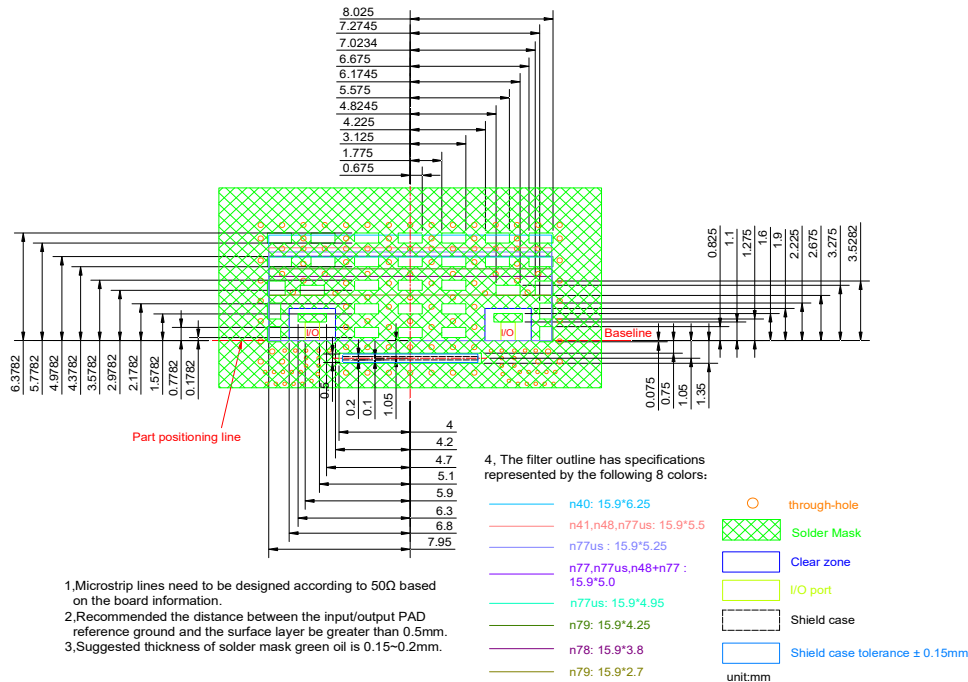 8.025
7.2745
7.0234
6.675
6.1745
5.575
4.8245
4.225
3.125
1.775
0.675
0.825
1.1
1.275
1.6
1.9
2.225
2.675
3.275
3.5282
I/O
I/O
Baseline
6.3782
5.7782
4.9782
4.3782
3.5782
2.9782
2.1782
1.5782
0.7782
0.1782
0.5
0.2
0.1
1.05
0.075
0.75
1.05
1.35
Part positioning line
4
4.2
4.7
5.1
5.9
6.3
6.8
7.95
4, The filter outline has specifications
represented by the following 8 colors:
n40: 15.9*6.25
n41,n48,n77us: 15.9*5.5
n77us : 15.9*5.25
n77,n77us,n48+n77 :
15.9*5.0
n77us: 15.9*4.95
n79: 15.9*4.25
n78: 15.9*3.8
n79: 15.9*2.7
through-hole
Solder Mask
Clear zone
I/O port
Shield case
Shield case tolerance ± 0.15mm
unit:mm
1,Microstrip lines need to be designed according to 50Ω based
on the board information.
2,Recommended the distance between the input/output PAD
reference ground and the surface layer be greater than 0.5mm.
3,Suggested thickness of solder mask green oil is 0.15~0.2mm.